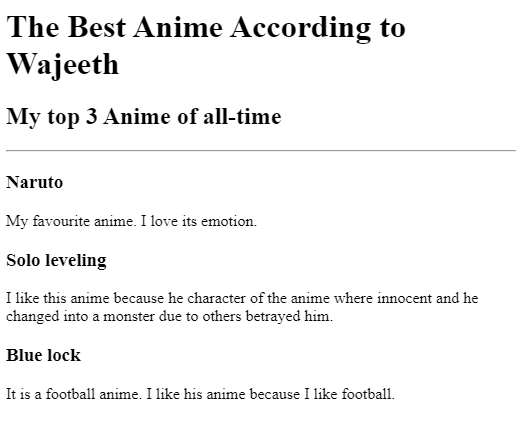 The Best Anime According to
Wajeeth
My top 3 Anime of all-time
Naruto
My favourite anime. I love its emotion.
Solo leveling
I like this anime because he character of the anime where innocent and he
changed into a monster due to others betrayed him.
Blue lock
It is a football anime. I like his anime because I like football.